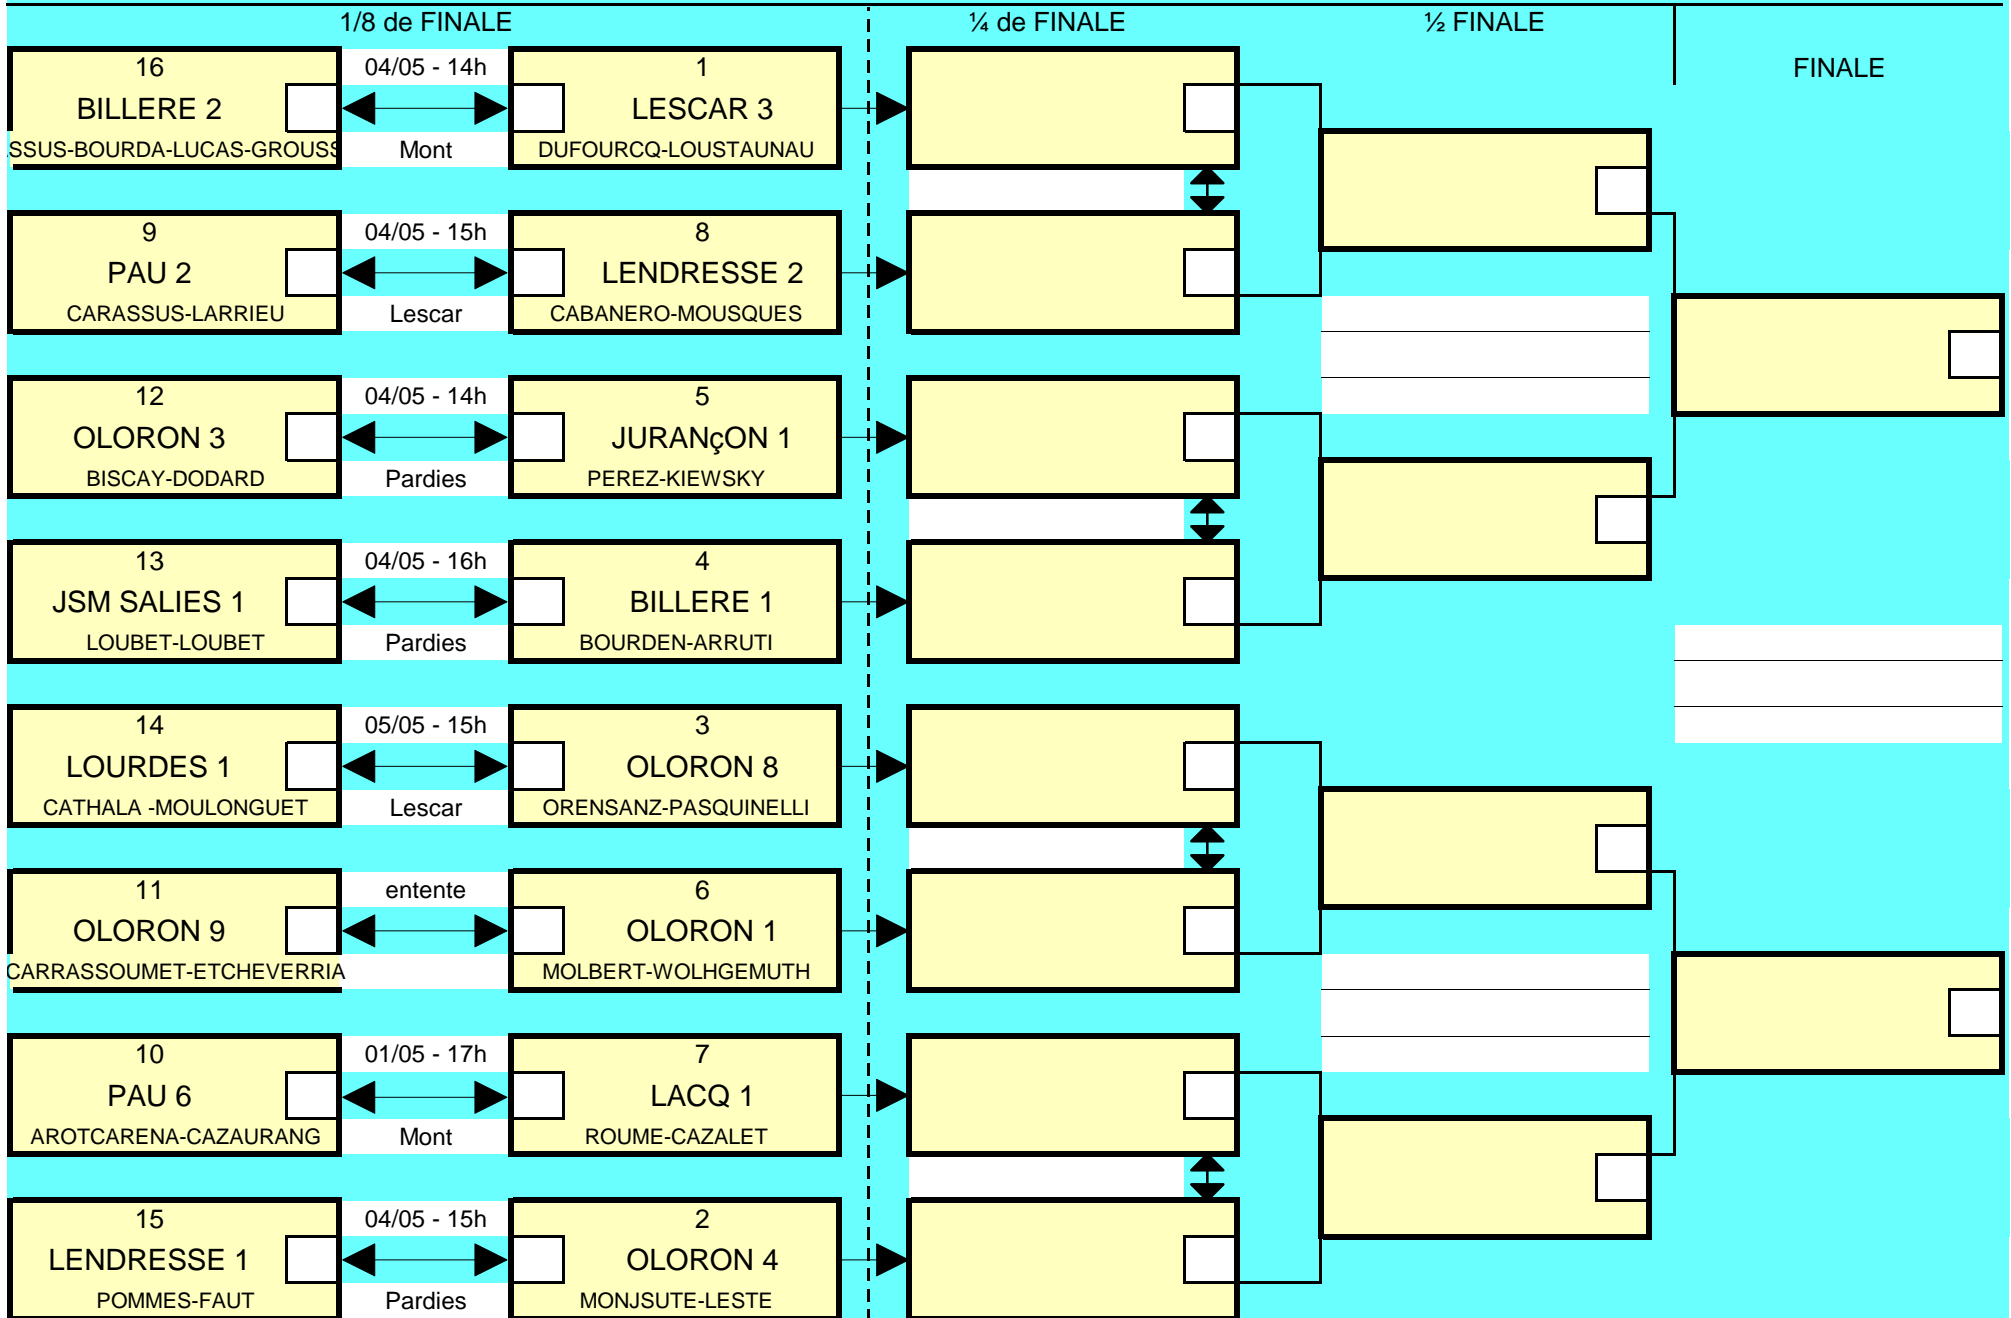 1/8 de FINALE
¼ de FINALE
½ FINALE
FINALE
16
BILLERE 2
SSUS-BOURDA-LUCAS-GROUSS
04/05 - 14h
Mont
1
LESCAR 3
DUFOURCQ-LOUSTAUNAU
9
PAU 2
CARASSUS-LARRIEU
04/05 - 15h
Lescar
8
LENDRESSE 2
CABANERO-MOUSQUES
12
OLORON 3
BISCAY-DODARD
04/05 - 14h
Pardies
5
JURANçON 1
PEREZ-KIEWSKY
13
JSM SALIES 1
LOUBET-LOUBET
04/05 - 16h
Pardies
4
BILLERE 1
BOURDEN-ARRUTI
14
LOURDES 1
CATHALA -MOULONGUET
05/05 - 15h
Lescar
3
OLORON 8
ORENSANZ-PASQUINELLI
11
OLORON 9
CARRASSOUMET-ETCHEVERRIA
entente
6
OLORON 1
MOLBERT-WOLHGEMUTH
10
PAU 6
AROTCARENA-CAZAURANG
01/05 - 17h
Mont
7
LACQ 1
ROUME-CAZALET
15
LENDRESSE 1
POMMES-FAUT
04/05 - 15h
Pardies
2
OLORON 4
MONJSUTE-LESTE